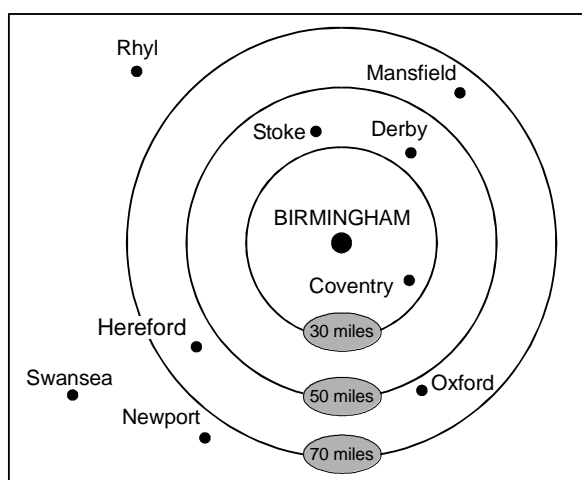 Rhyl
Mansfield
Stoke
Derby
BIRMINGHAM
Coventry
30 miles
Hereford
Swansea
Oxford
50 miles
Newport
70 miles